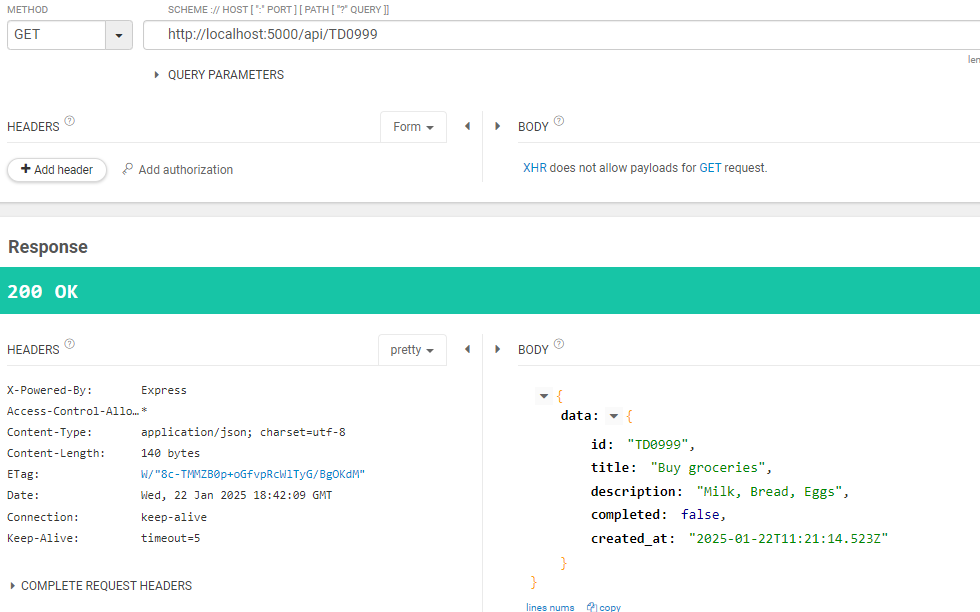 METHOD
SCHEME :// HOST [ ":" PORT ] [ PATH [ "?" QUERY ]]
GET
http://localhost:5000/api/TD0999
QUERY PARAMETERS
HEADERS ?
Form
BODY ?
+ Add header
Add authorization
XHR does not allow payloads for GET request.
Response
200 OK
HEADERS ?
pretty
BODY ?
X-Powered-By: Express
Access-Control-Allo… *
Content-Type: application/json; charset=utf-8
Content-Length: 140 bytes
ETag: W/"8c-TMMZB0p+oGfvpRcWlTyG/BgOKdM"
Date: Wed, 22 Jan 2025 18:42:09 GMT
Connection: keep-alive
Keep-Alive: timeout=5
COMPLETE REQUEST HEADERS
{
data: {
id: "TD0999",
title: "Buy groceries",
description: "Milk, Bread, Eggs",
completed: false,
created_at: "2025-01-22T11:21:14.523Z"
}
}
lines nums copy